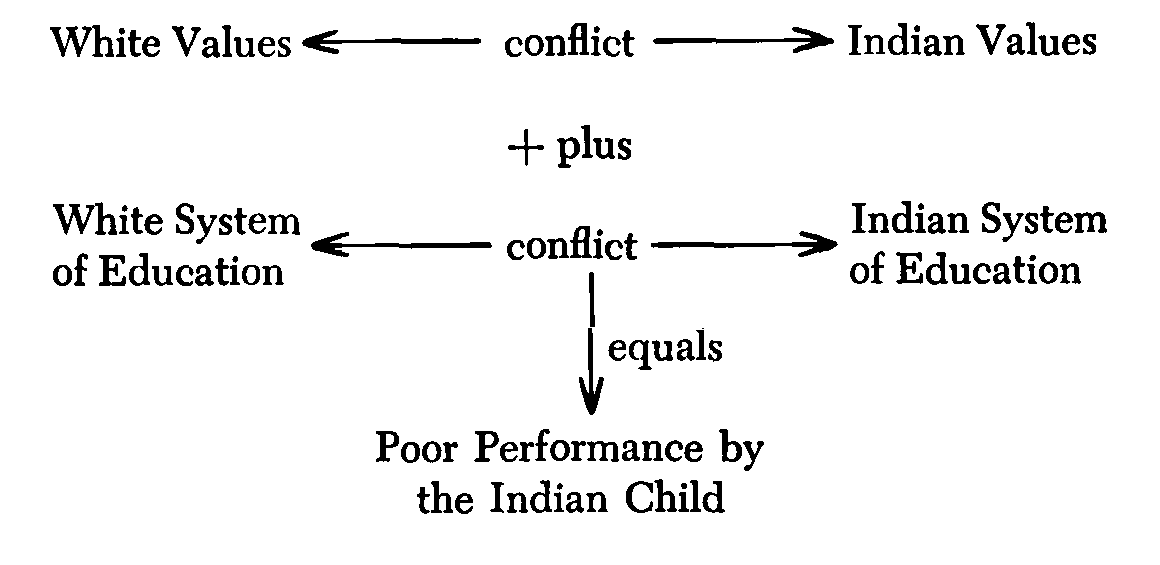 White Values conflict Indian Values
+ plus
White System Indian System
of Education conflict of Education
equals
Poor Performance by
the Indian Child